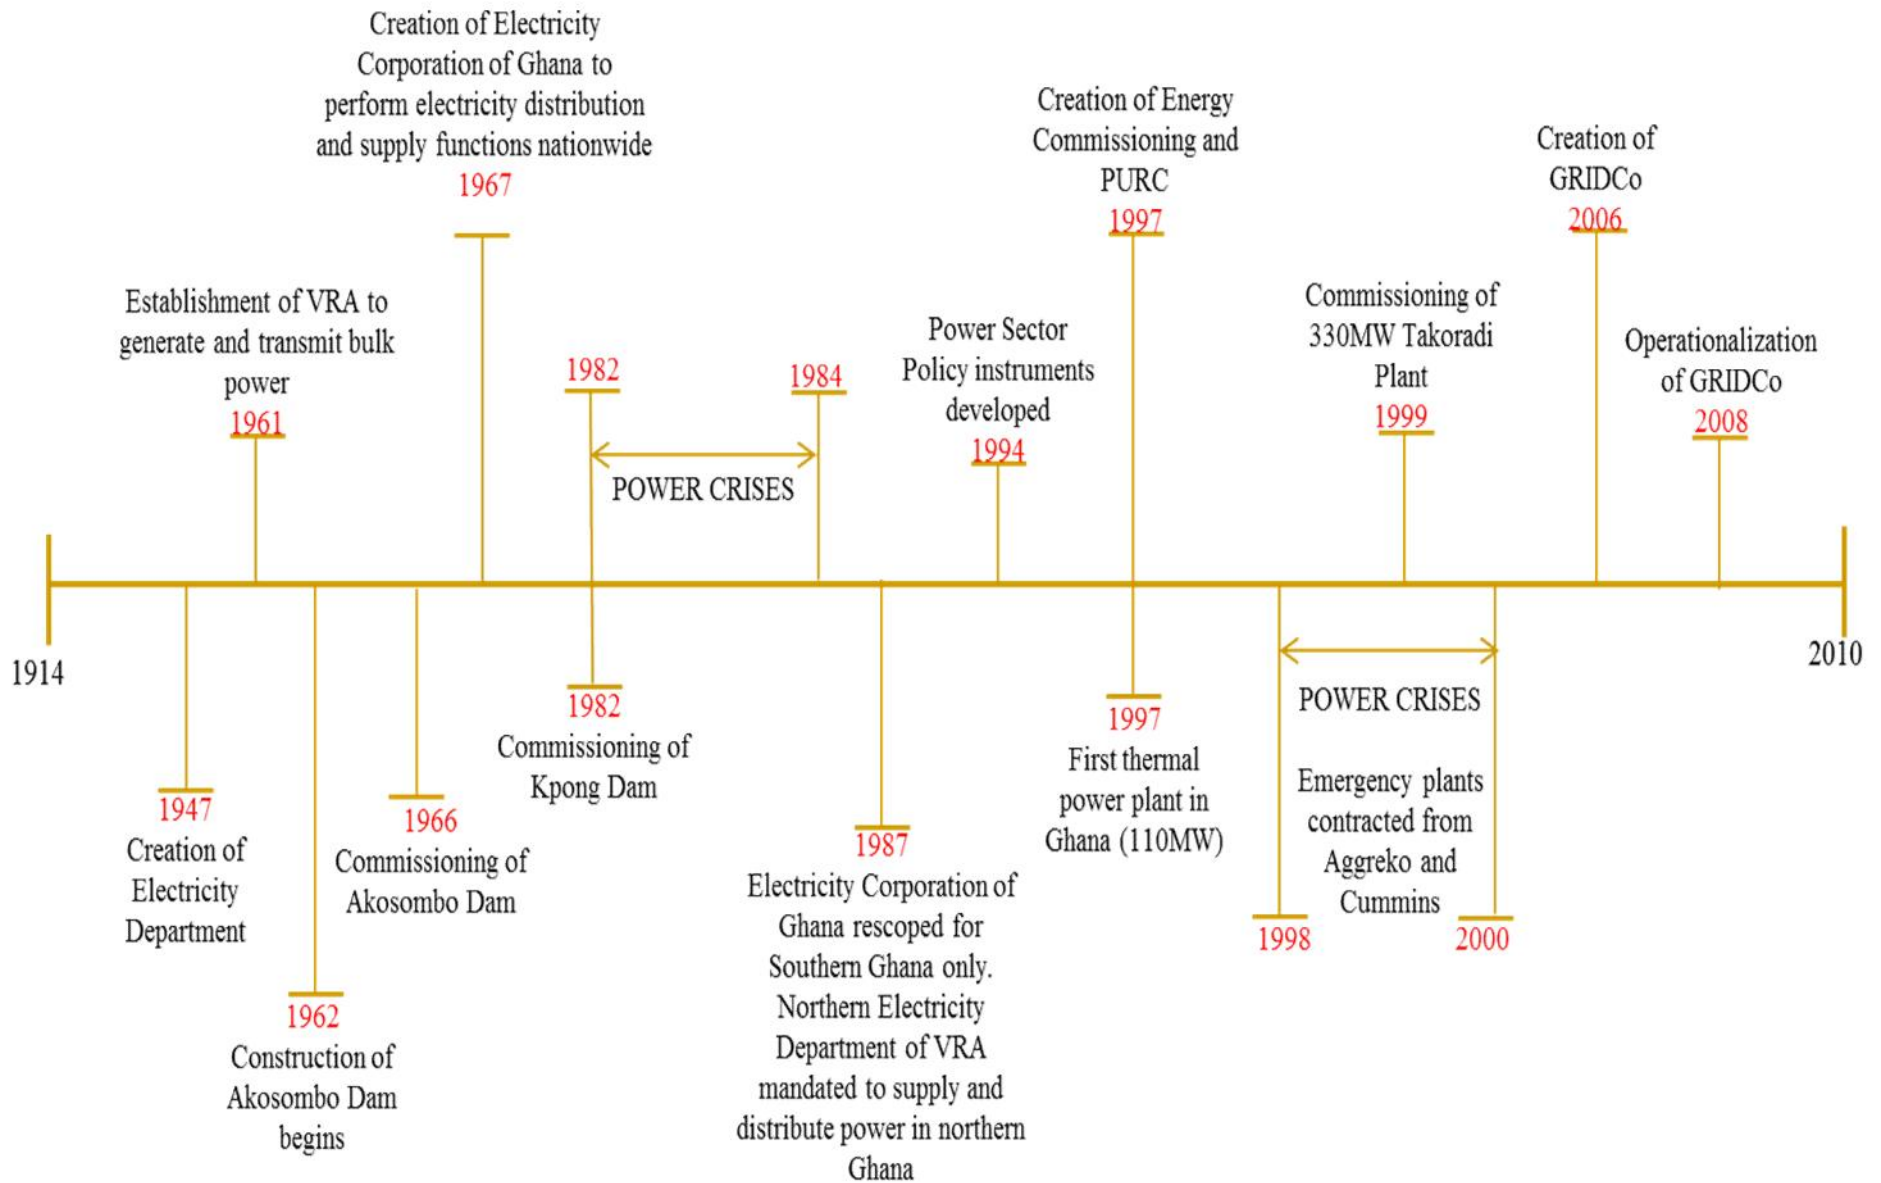 Creation of Electricity
Corporation of Ghana to
perform electricity distribution
and supply functions nationwide
1967
Establishment of VRA to
generate and transmit bulk
power
1961
1982
1984
POWER CRISES
Power Sector
Policy instruments
developed
1994
Creation of Energy
Commissioning and
PURC
1997
Commissioning of
330MW Takoradi
Plant
1999
Creation of
GRIDCo
2006
Operationalization
of GRIDCo
2008
1914
2010
1947
Creation of
Electricity
Department
1962
Construction of
Akosombo Dam
begins
1966
Commissioning of
Akosombo Dam
1982
Commissioning of
Kpong Dam
1987
Electricity Corporation of
Ghana rescoped for
Southern Ghana only.
Northern Electricity
Department of VRA
mandated to supply and
distribute power in northern
Ghana
1997
First thermal
power plant in
Ghana (110MW)
POWER CRISES
Emergency plants
contracted from
Aggreko and
Cummins
1998
2000